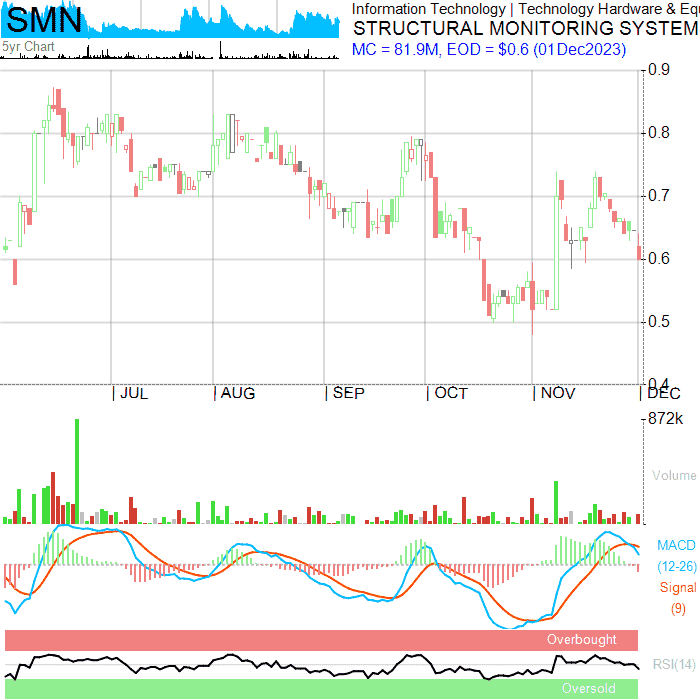 SMN
5yr Chart
Information Technology | Technology Hardware & Equ
STRUCTURAL MONITORING SYSTEM
MC = 81.9M, EOD = $0.6 (01Dec2023)
0.9
0.8
0.7
0.6
0.5
0.4
JUL
AUG
SEP
OCT
NOV
DEC
872k
Volume
MACD
(12-26)
Signal
(9)
Overbought
RSI(14)
Oversold